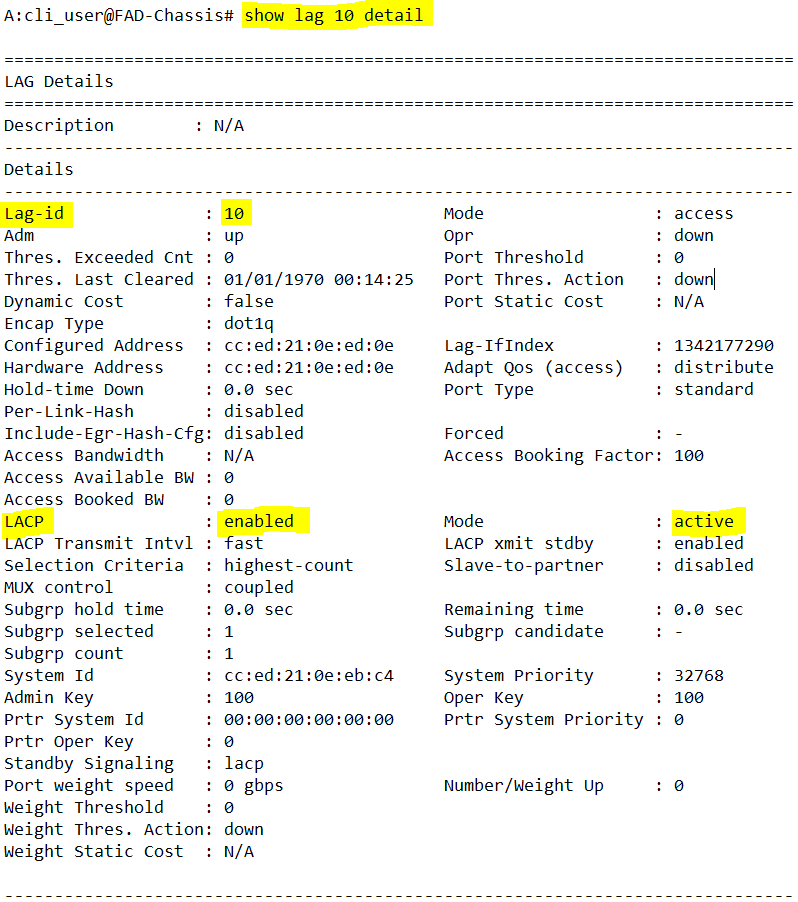 A:cli_user@FAD-Chassis# show lag 10 detail
===============================================================================
LAG Details
===============================================================================
Description        : N/A
-------------------------------------------------------------------------------
Details
-------------------------------------------------------------------------------
Lag-id              : 10                    Mode                 : access
Adm                 : up                    Opr                  : down
Thres. Exceeded Cnt : 0                     Port Threshold       : 0
Thres. Last Cleared : 01/01/1970 00:14:25   Port Thres. Action   : down
Dynamic Cost        : false                 Port Static Cost     : N/A
Encap Type          : dot1q
Configured Address  : cc:ed:21:0e:ed:0e     Lag-IfIndex          : 1342177290
Hardware Address    : cc:ed:21:0e:ed:0e     Adapt Qos (access)   : distribute
Hold-time Down      : 0.0 sec               Port Type            : standard
Per-Link-Hash       : disabled
Include-Egr-Hash-Cfg: disabled              Forced               : -
Access Bandwidth    : N/A                   Access Booking Factor: 100
Access Available BW : 0
Access Booked BW    : 0
LACP                : enabled               Mode                 : active
LACP Transmit Intvl : fast                  LACP xmit stdby      : enabled
Selection Criteria  : highest-count         Slave-to-partner     : disabled
MUX control         : coupled
Subgrp hold time    : 0.0 sec               Remaining time       : 0.0 sec
Subgrp selected     : 1                     Subgrp candidate     : -
Subgrp count        : 1
System Id           : cc:ed:21:0e:eb:c4     System Priority      : 32768
Admin Key           : 100                   Oper Key             : 100
Prtr System Id      : 00:00:00:00:00:00     Prtr System Priority : 0
Prtr Oper Key       : 0
Standby Signaling   : lacp
Port weight speed   : 0 gbps                Number/Weight Up     : 0
Weight Threshold    : 0
Weight Thres. Action: down
Weight Static Cost  : N/A
-------------------------------------------------------------------------------